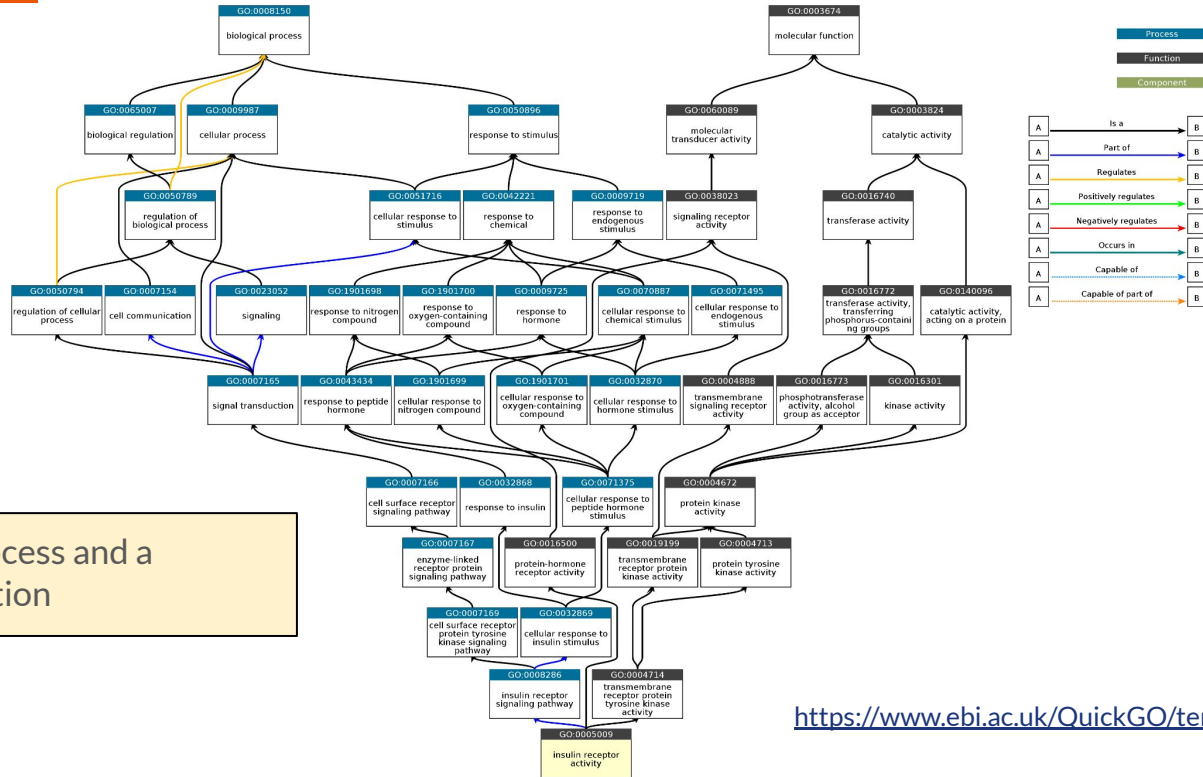 GO:0008150
biological process
GO:0003674
molecular function
Process
Function
Component
GO:0065007
biological regulation
GO:0009987
cellular process
GO:0050896
response to stimulus
GO:0060089
molecular
transducer activity
GO:0003824
catalytic activity
A
Is a
B
A
Part of
B
A
Regulates
B
A
Positively regulates
B
A
Negatively regulates
B
A
Occurs in
B
A
Capable of
B
A
Capable of part of
B
GO:0050789
regulation of
biological process
GO:0051716
cellular response to
stimulus
GO:0042221
response to
chemical
GO:0009719
response to
endogenous
stimulus
GO:0038023
signaling receptor
activity
GO:0016740
transferase activity
GO:0050794
regulation of cellular
process
GO:0007154
cell communication
GO:0023052
signaling
GO:1901698
response to nitrogen
compound
GO:1901700
response to
oxygen-containing
compound
GO:0009725
response to
hormone
GO:0070887
cellular response to
chemical stimulus
GO:0071495
cellular response to
endogenous
stimulus
GO:0016772
transferase activity,
transferring
phosphorus-containi
ng groups
GO:0140096
catalytic activity,
acting on a protein
GO:0007165
signal transduction
GO:0043434
response to peptide
hormone
GO:1901699
cellular response to
nitrogen compound
GO:1901701
cellular response to
oxygen-containing
compound
GO:0032870
cellular response to
hormone stimulus
GO:0004888
transmembrane
signaling receptor
activity
GO:0016773
phosphotransferase
activity, alcohol
group as acceptor
GO:0016301
kinase activity
GO:0007166
cell surface receptor
signaling pathway
GO:0032868
response to insulin
GO:0071375
cellular response to
peptide hormone
stimulus
GO:0004672
protein kinase
activity
cess and a
tion
GO:0007167
enzyme-linked
receptor protein
signaling pathway
GO:0016500
protein-hormone
receptor activity
GO:0019199
transmembrane
receptor protein
kinase activity
GO:0004713
protein tyrosine
kinase activity
GO:0007169
cell surface receptor
protein tyrosine
kinase signaling
pathway
GO:0032869
cellular response to
insulin stimulus
GO:0008286
insulin receptor
signaling pathway
GO:0004714
transmembrane
receptor protein
tyrosine kinase
activity
https://www.ebi.ac.uk/QuickGO/ter
GO:0005009
insulin receptor
activity